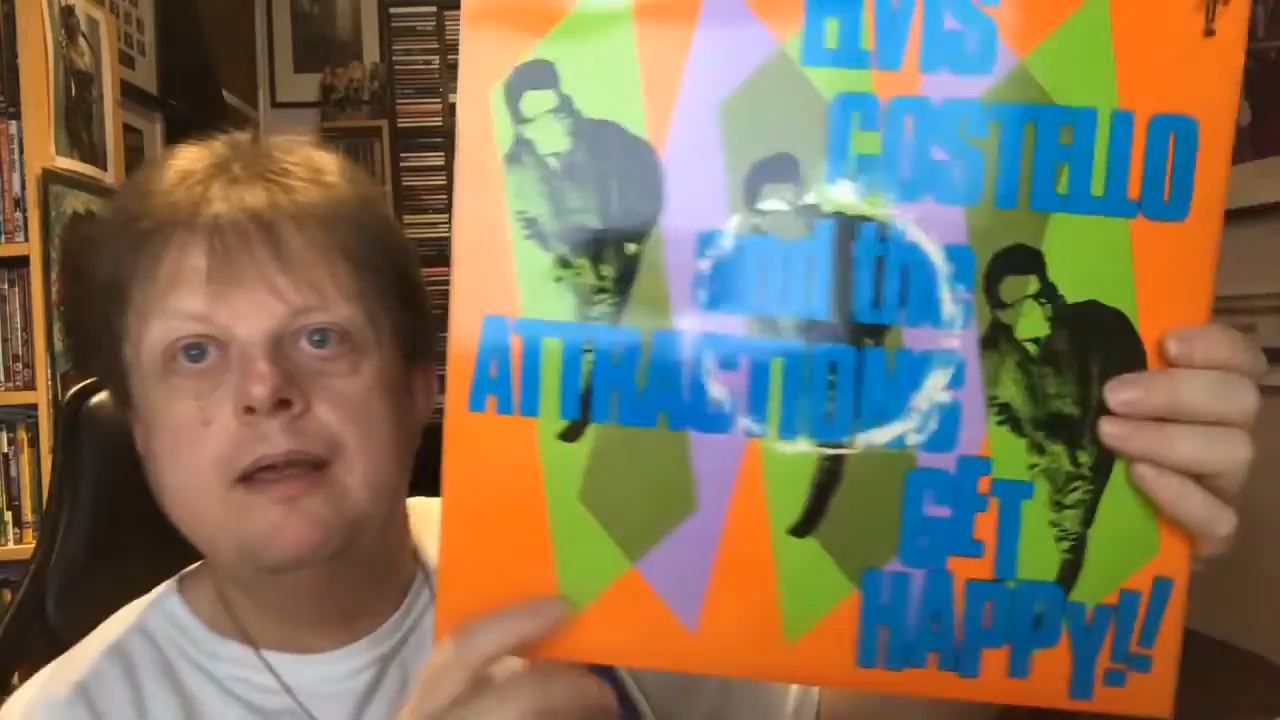 ELVIS
COSTELLO
and the
ATTRACTIONS
GET
HAPPY!!